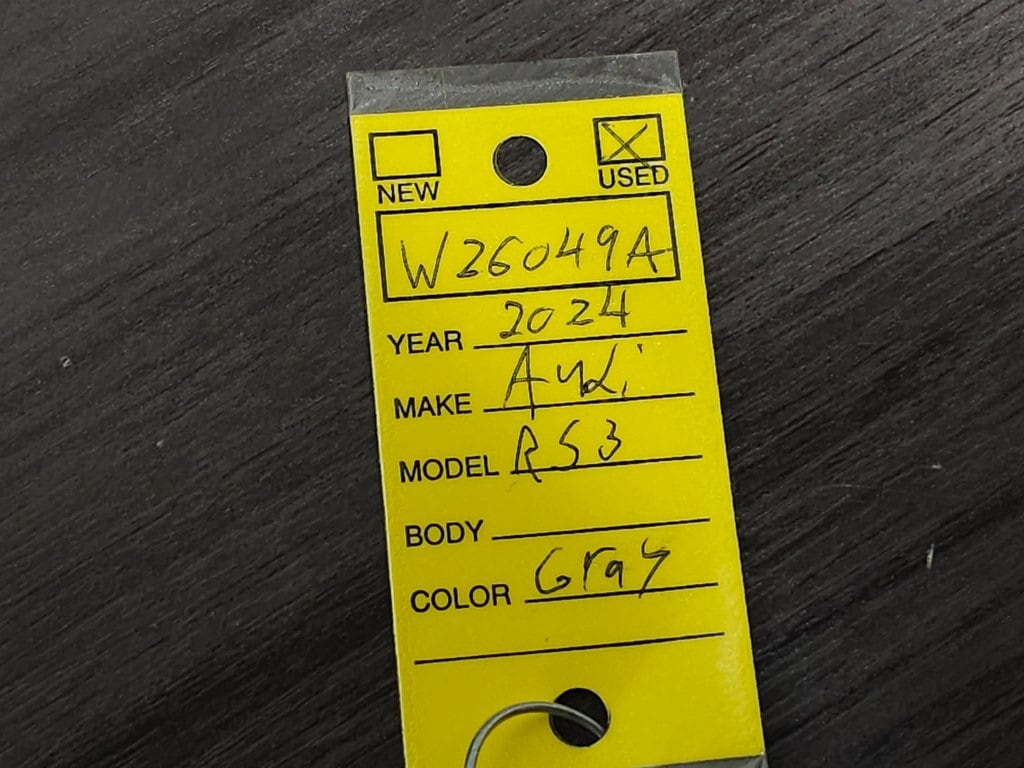 NEW USED
W26049A
YEAR 2024
MAKE Audi
MODEL RS3
BODY
COLOR Gray